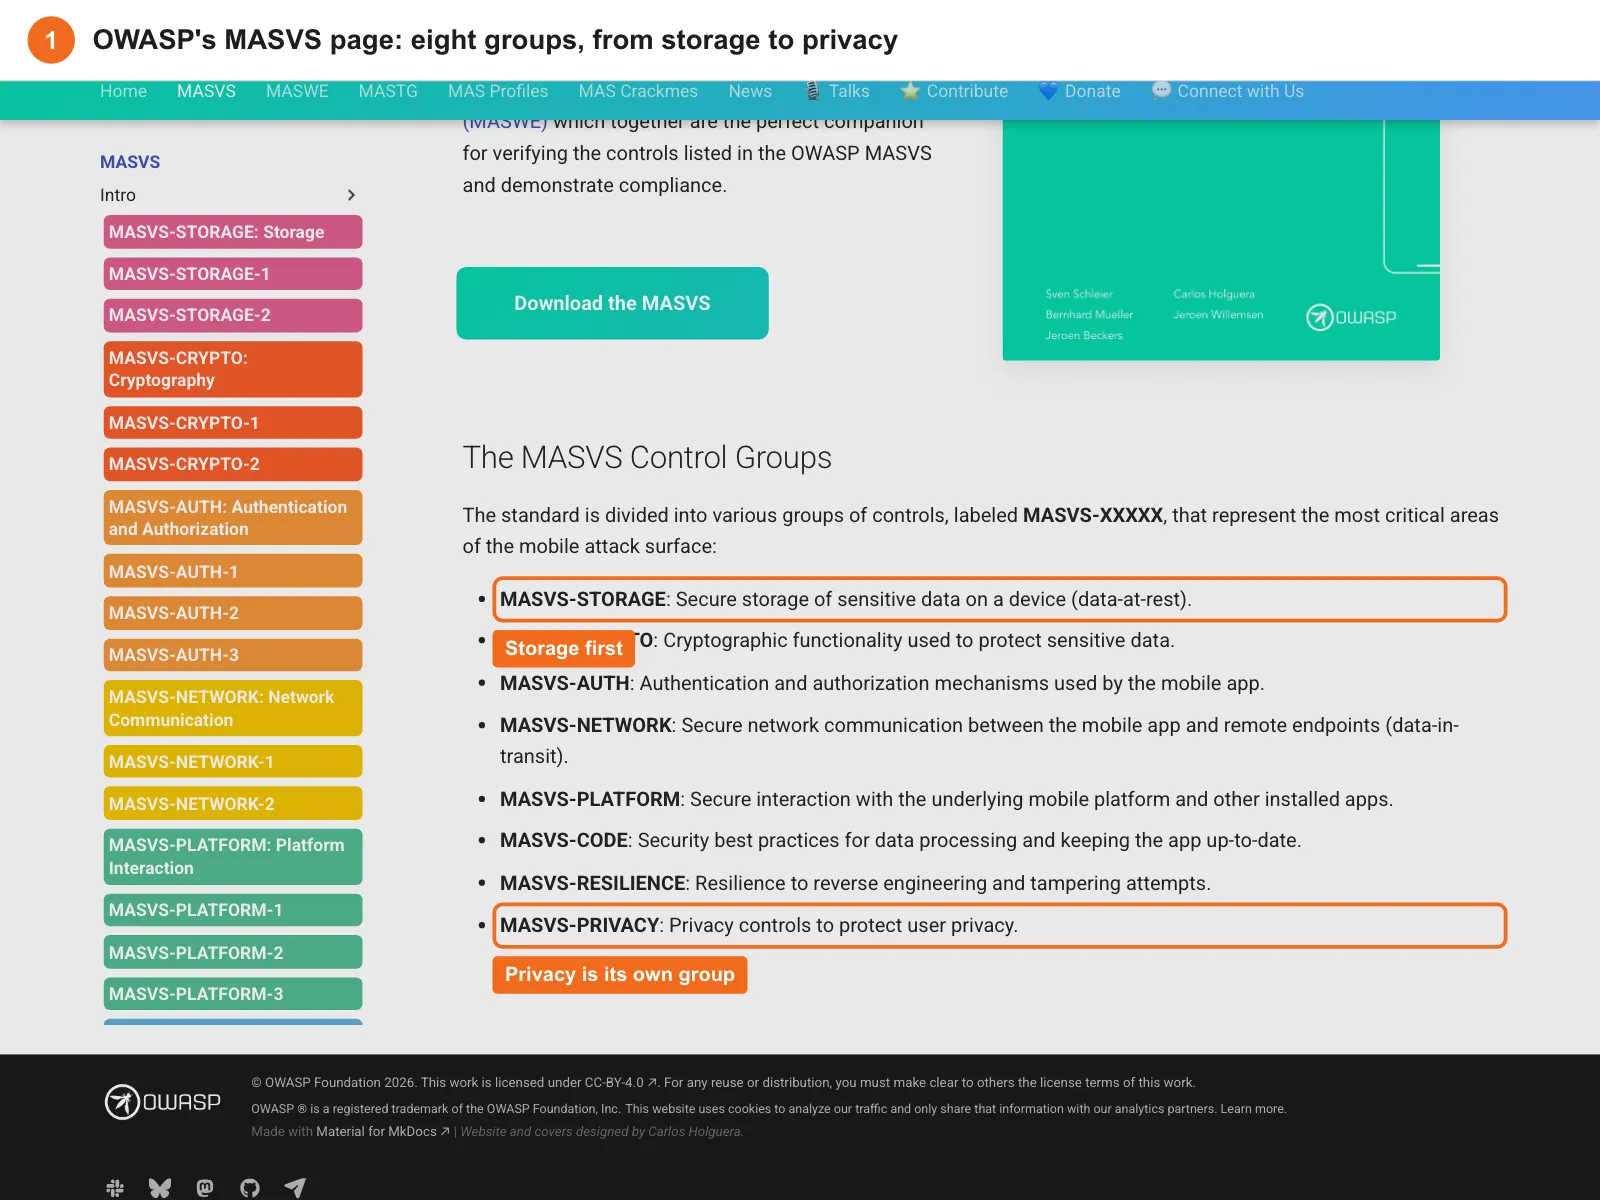 1 OWASP's MASVS page: eight groups, from storage to privacy
Home MASVS MASWE MASTG MAS Profiles MAS Crackmes News Talks Contribute Donate Connect with Us
MASVS
Intro
MASVS-STORAGE: Storage
MASVS-STORAGE-1
MASVS-STORAGE-2
MASVS-CRYPTO:
Cryptography
MASVS-CRYPTO-1
MASVS-CRYPTO-2
MASVS-AUTH: Authentication
and Authorization
MASVS-AUTH-1
MASVS-AUTH-2
MASVS-AUTH-3
MASVS-NETWORK: Network
Communication
MASVS-NETWORK-1
MASVS-NETWORK-2
MASVS-PLATFORM: Platform
Interaction
MASVS-PLATFORM-1
MASVS-PLATFORM-2
MASVS-PLATFORM-3
(MASWE) which together are the perfect companion
for verifying the controls listed in the OWASP MASVS
and demonstrate compliance.
Download the MASVS
Sven Schleier
Bernhard Mueller
Jeroen Beckers
Carlos Holguera
Jeroen Willemsen
OWASP
The MASVS Control Groups
The standard is divided into various groups of controls, labeled MASVS-XXXXX, that represent the most critical areas
of the mobile attack surface:
MASVS-STORAGE: Secure storage of sensitive data on a device (data-at-rest).
Storage first
TO: Cryptographic functionality used to protect sensitive data.
MASVS-AUTH: Authentication and authorization mechanisms used by the mobile app.
MASVS-NETWORK: Secure network communication between the mobile app and remote endpoints (data-in-
transit).
MASVS-PLATFORM: Secure interaction with the underlying mobile platform and other installed apps.
MASVS-CODE: Security best practices for data processing and keeping the app up-to-date.
MASVS-RESILIENCE: Resilience to reverse engineering and tampering attempts.
MASVS-PRIVACY: Privacy controls to protect user privacy.
Privacy is its own group
OWASP
© OWASP Foundation 2026. This work is licensed under CC-BY-4.0 ↗. For any reuse or distribution, you must make clear to others the license terms of this work.
OWASP ® is a registered trademark of the OWASP Foundation, Inc. This website uses cookies to analyze our traffic and only share that information with our analytics partners. Learn more.
Made with Material for MkDocs ↗ | Website and covers designed by Carlos Holguera.